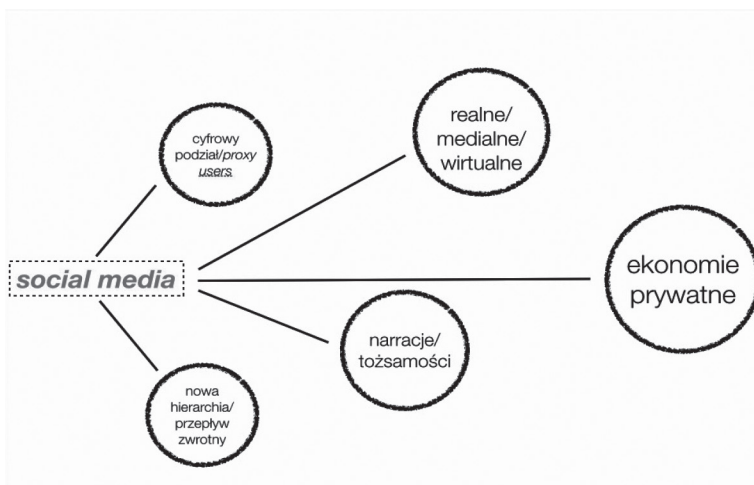 cyfrowy
podział/proxy
users
realne/
medialne/
wirtualne
social media
ekonomie
prywatne
narracje/
tożsamości
nowa
hierarchia/
przepływ
zwrotny